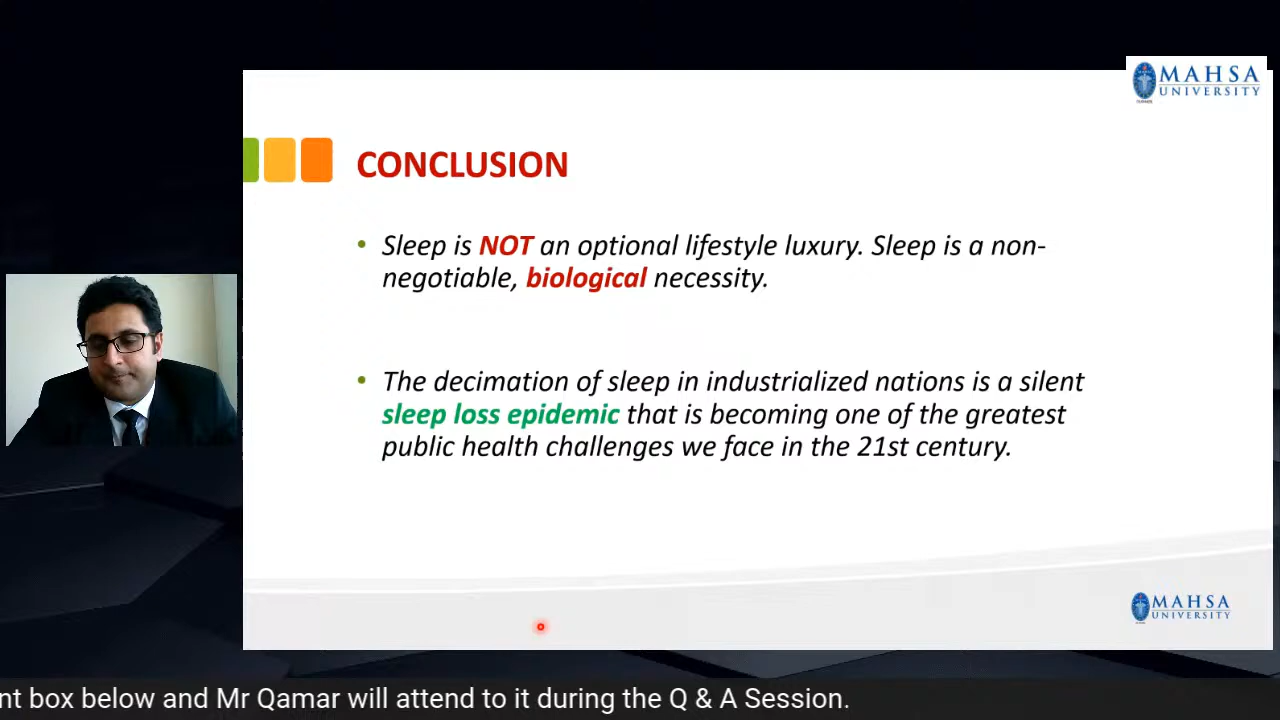 MAHSA
UNIVERSITY
CONCLUSION
• Sleep is NOT an optional lifestyle luxury. Sleep is a non-
negotiable, biological necessity.
• The decimation of sleep in industrialized nations is a silent
sleep loss epidemic that is becoming one of the greatest
public health challenges we face in the 21st century.
MAHSA
UNIVERSITY
box below and Mr Qamar will attend to it during the Q & A Session.